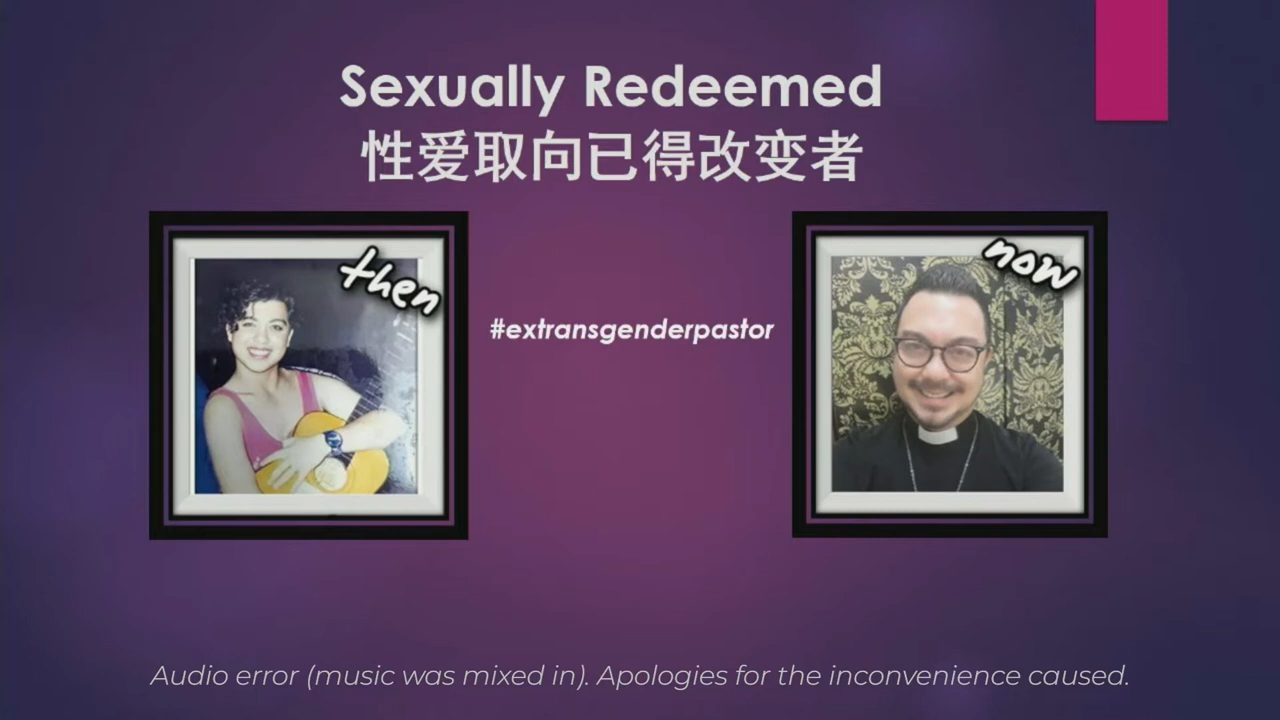 Sexually Redeemed
性爱取向已得改变者
then
now
#extransgenderpastor
Audio error (music was mixed in). Apologies for the inconvenience caused.